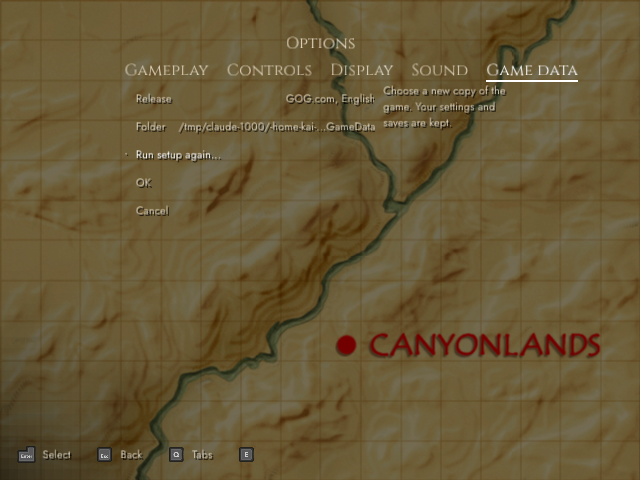 Options
Gameplay Controls Display Sound Game data
Release GOG.com, English
Folder /tmp/claude-1000/-home-kai-...GameData
Run setup again...
OK
Cancel
Choose a new copy of the
game. Your settings and
saves are kept.
CANYONLANDS
Enter Select Esc Back Q Tabs E